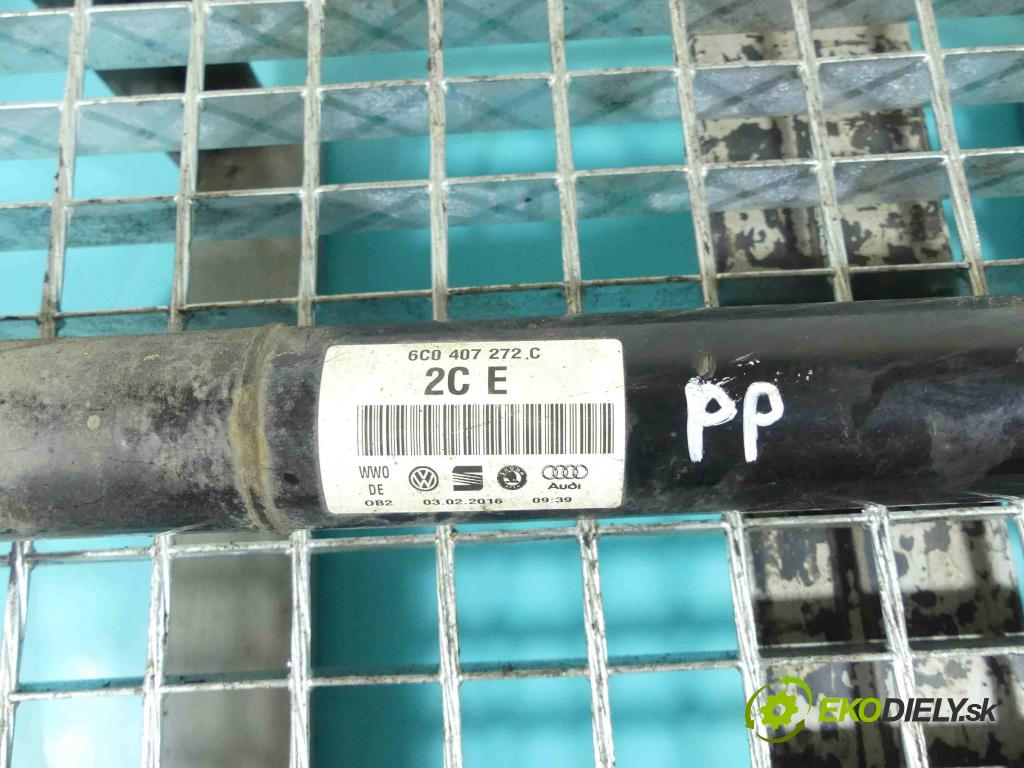 6C0 407 272 C
2C E
WWO
DE
Audi
OB2 03.02.2016 09:39
PP
EKODIELY.sk